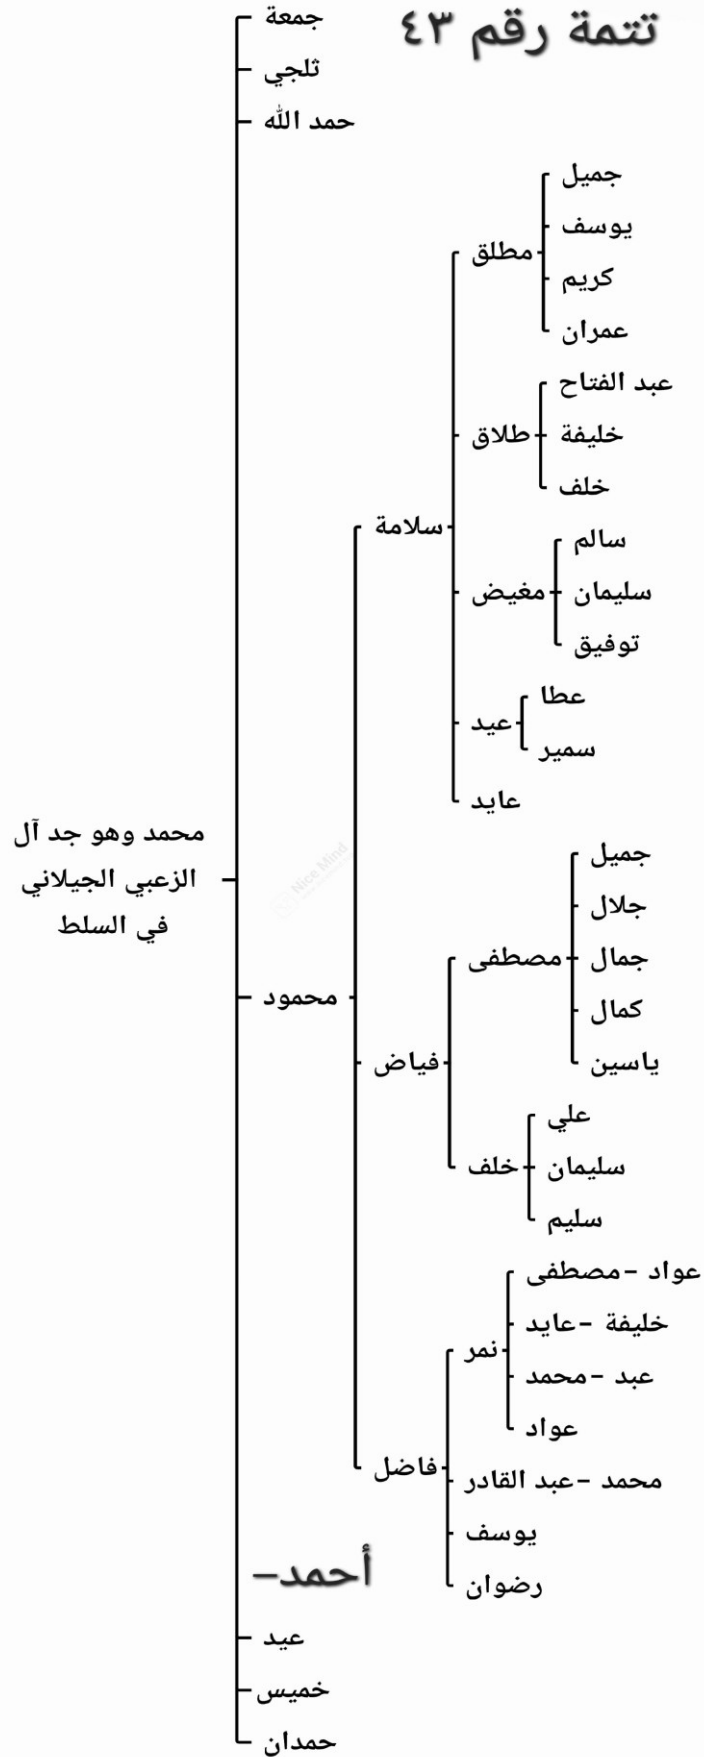 تتمة رقم ٤٣
جمعة
ثلجي
حمد الله
جميل
يوسف
مطلق
كريم
عمران
عبد الفتاح
طلاق
خليفة
خلف
سلامة
سالم
مغيض
سليمان
توفيق
عطا
عيد
سمير
عايد
محمد وهو جد آل
الزعبي الجيلاني
في السلط
جميل
جلال
مصطفى
جمال
كمال
محمود
فياض
ياسين
علي
خلف
سليمان
سليم
عواد - مصطفى
خليفة - عايد
نمر
عبد - محمد
عواد
فاضل
محمد - عبد القادر
يوسف
أحمد-
رضوان
عيد
خميس
حمدان
Nice Mind